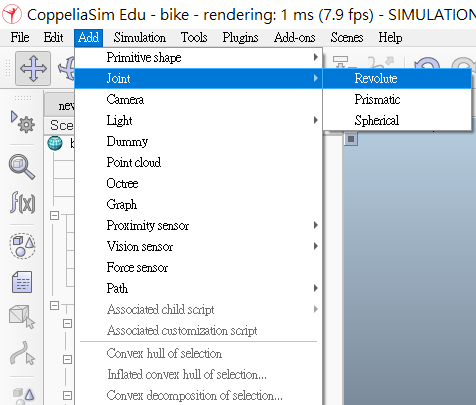 CoppeliaSim Edu - bike - rendering: 1 ms (7.9 fps) - SIMULATION
File Edit Add Simulation Tools Plugins Add-ons Scenes Help
Primitive shape
Joint Revolute
Camera Prismatic
Light Spherical
Dummy
Point cloud
Octree
Graph
Proximity sensor
Vision sensor
Force sensor
Path
Associated child script
Associated customization script
Convex hull of selection
Inflated convex hull of selection...
Convex decomposition of selection...
f(x)